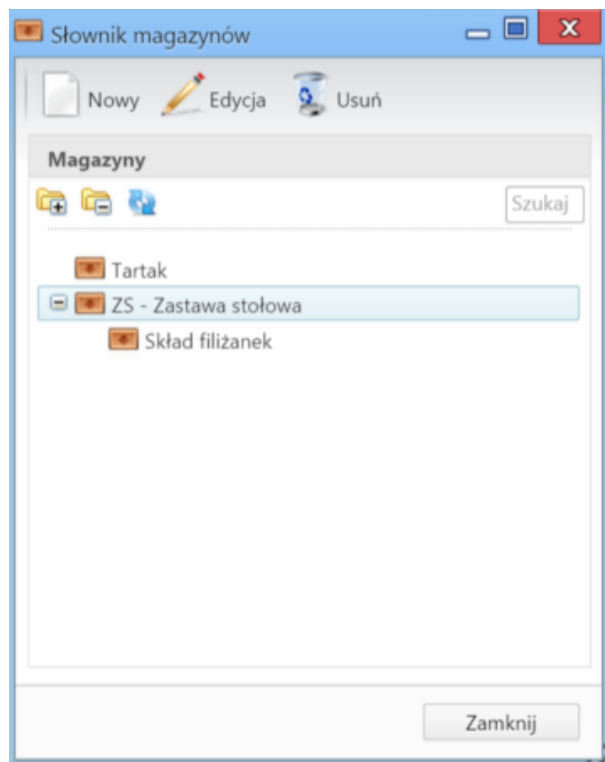 Słownik magazynów
Nowy Edycja Usuń
Magazyny
Szukaj
Tartak
ZS - Zastawa stołowa
Skład filiżanek
Zamknij